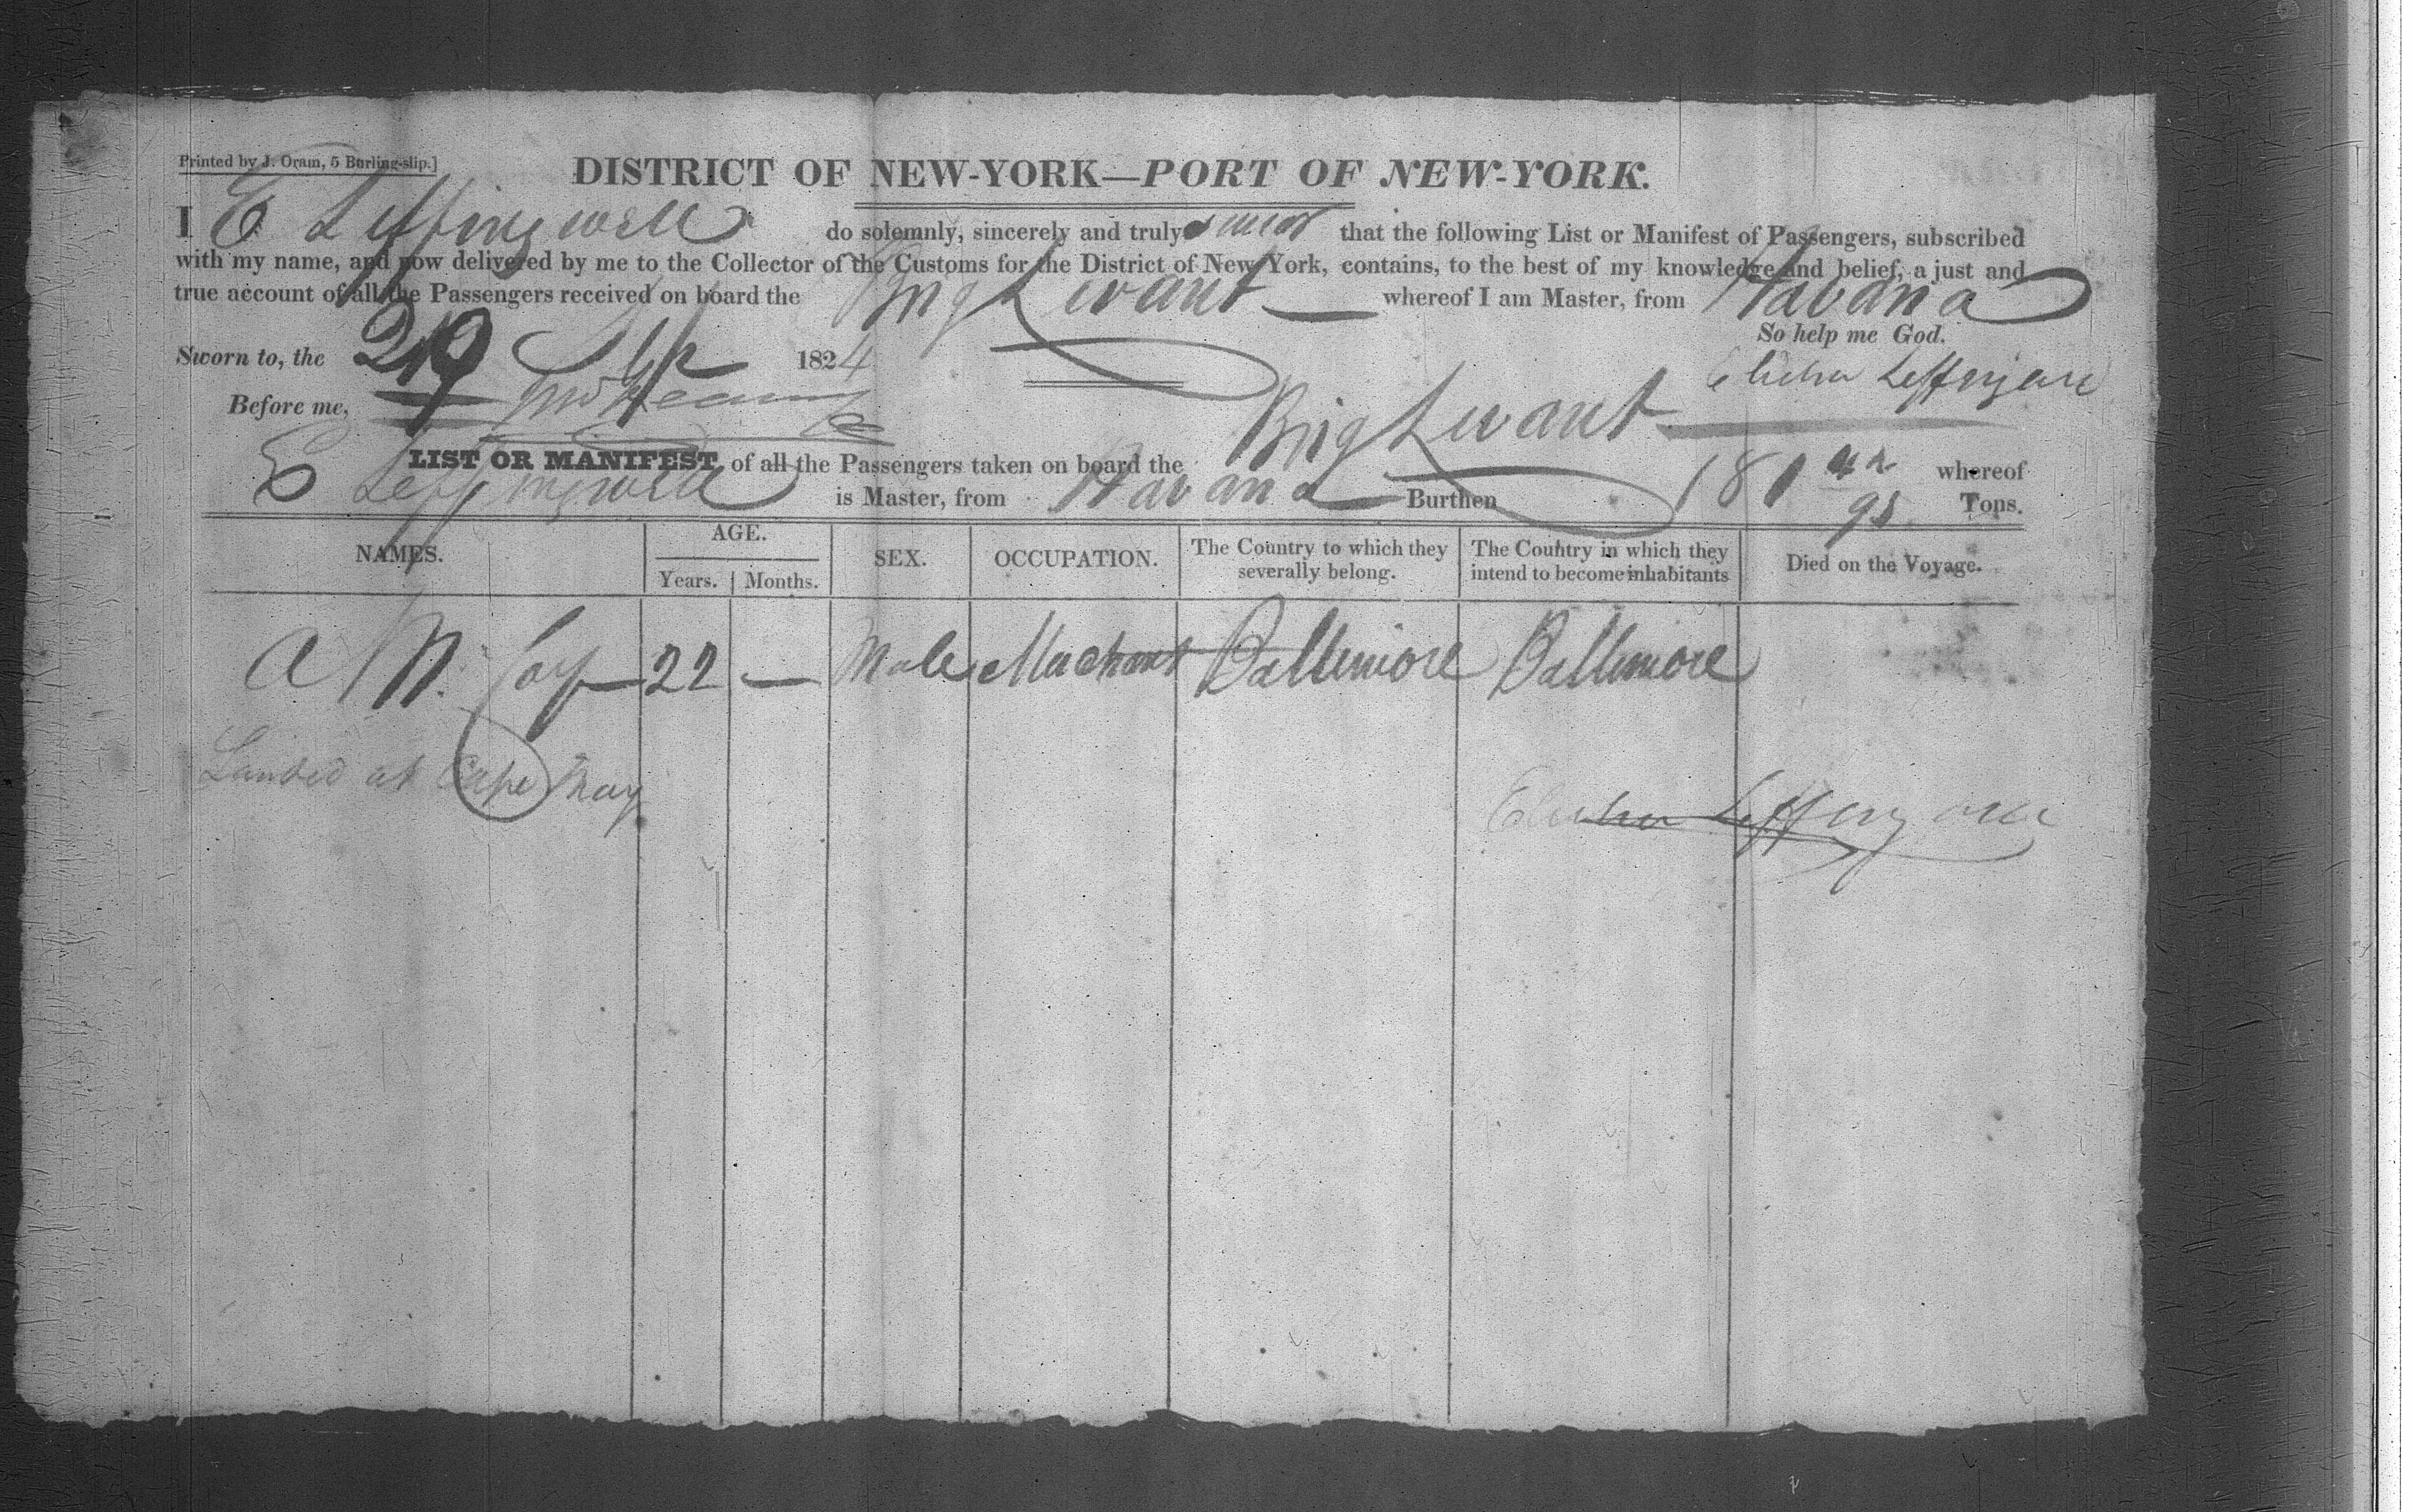 Printed by J. Oram, 5 Burling-slip.]
DISTRICT OF NEW-YORK—PORT OF NEW-YORK.
I E Leffingwell do solemnly, sincerely and truly swear that the following List or Manifest of Passengers, subscribed
with my name, and now delivered by me to the Collector of the Customs for the District of New York, contains, to the best of my knowledge and belief, a just and
true account of all the Passengers received on board the Brig Levant whereof I am Master, from Havana
So help me God.
Sworn to, the Sep 1824
Elisha Leffingwell
Before me,
LIST OR MANIFEST of all the Passengers taken on board the Brig Levant whereof
E Leffingwell is Master, from Havana Burthen 181 42/95 Tons.
NAMES. AGE. SEX. OCCUPATION. The Country to which they severally belong. The Country in which they intend to become inhabitants Died on the Voyage.
Years. Months.
A M. 22 — Male Merchant Baltimore Baltimore
Landed at Cape May
Elisha Leffingwell